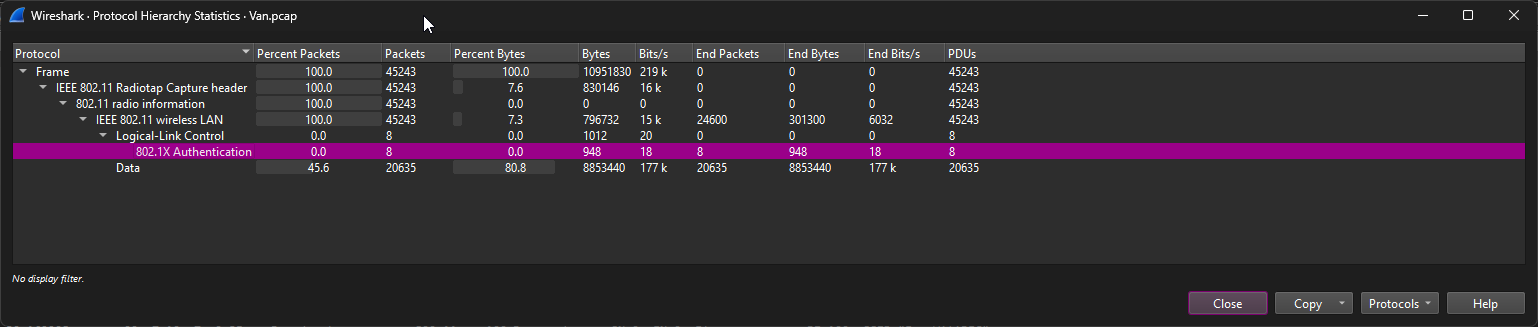 Wireshark · Protocol Hierarchy Statistics · Van.pcap
Protocol Percent Packets Packets Percent Bytes Bytes Bits/s End Packets End Bytes End Bits/s PDUs
Frame 100.0 45243 100.0 10951830 219 k 0 0 0 45243
IEEE 802.11 Radiotap Capture header 100.0 45243 7.6 830146 16 k 0 0 0 45243
802.11 radio information 100.0 45243 0.0 0 0 0 0 0 45243
IEEE 802.11 wireless LAN 100.0 45243 7.3 796732 15 k 24600 301300 6032 45243
Logical-Link Control 0.0 8 0.0 1012 20 0 0 0 8
802.1X Authentication 0.0 8 0.0 948 18 8 948 18 8
Data 45.6 20635 80.8 8853440 177 k 20635 8853440 177 k 20635
No display filter.
Close Copy Protocols Help